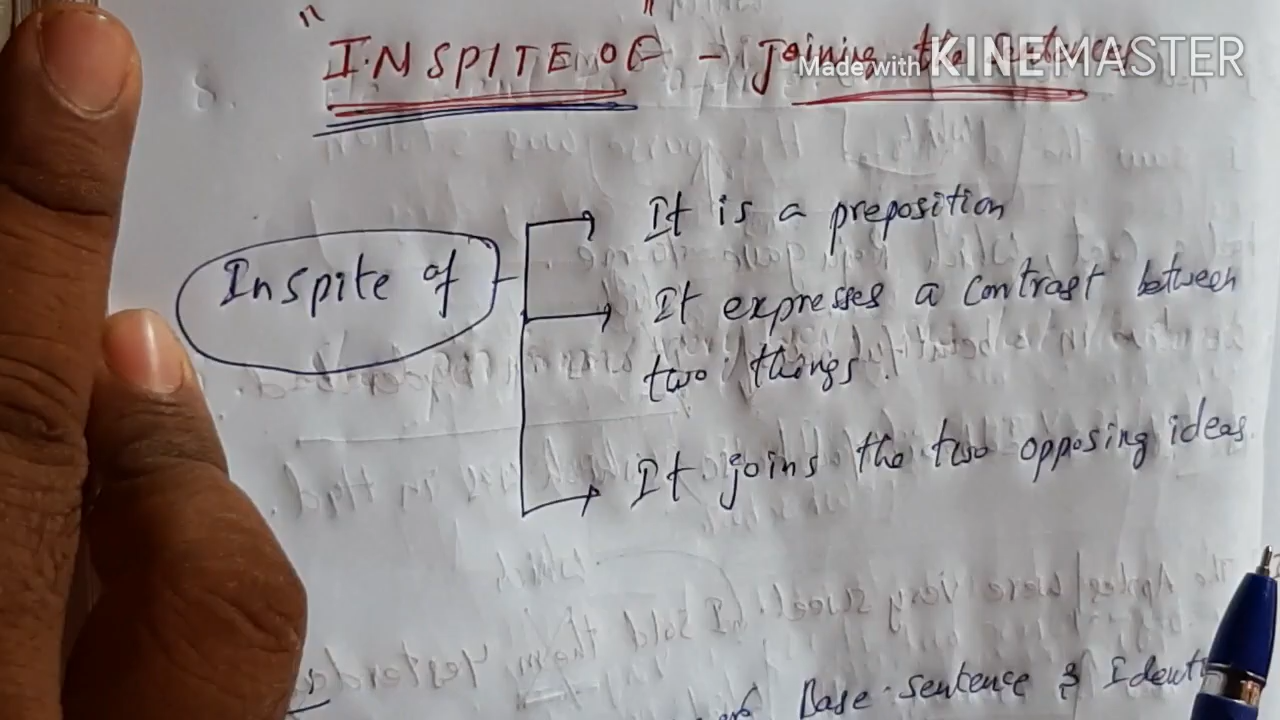 "INSPITE OF" - Joining the
Made with KINEMASTER
It is a preposition
Inspite of
It expresses a contrast between
two things.
It joins the two opposing ideas.
Base sentence &